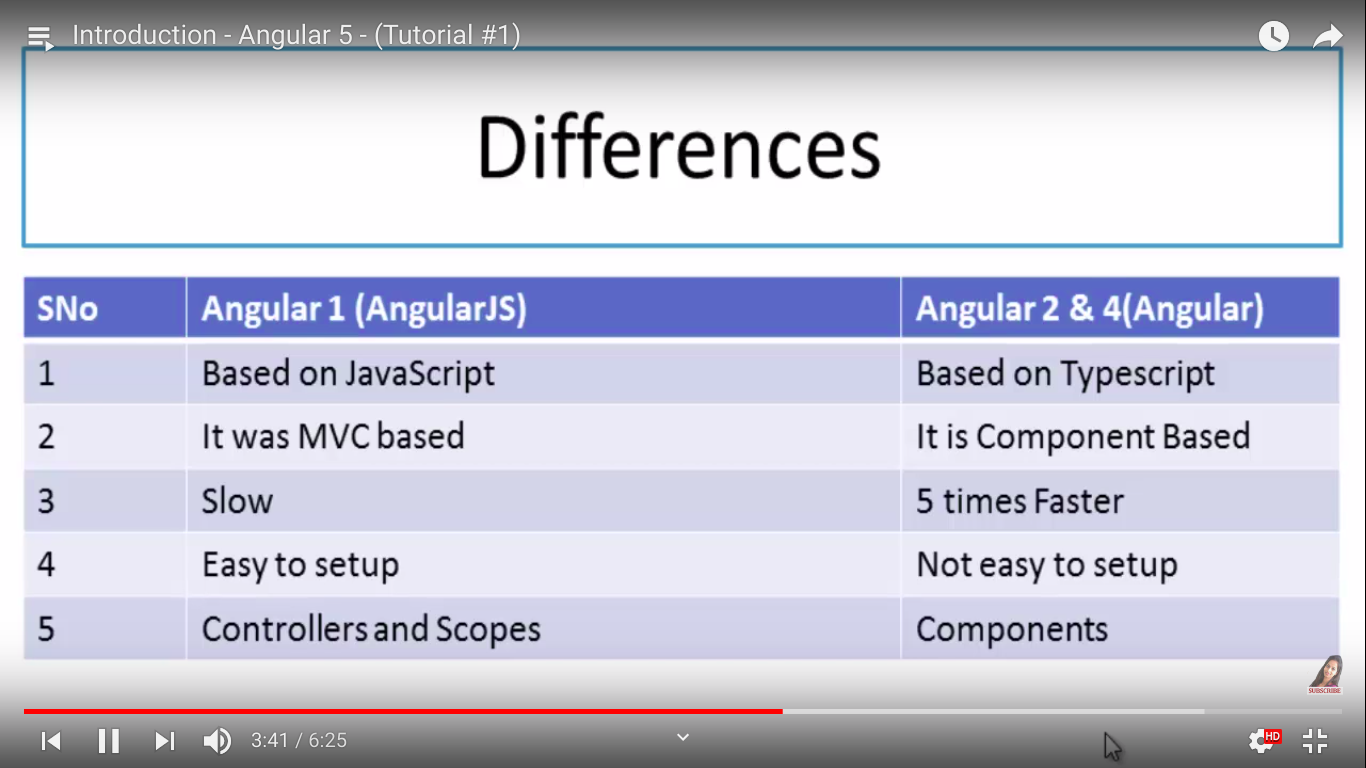 Introduction - Angular 5 - (Tutorial #1)
Differences
SNo Angular 1 (AngularJS) Angular 2 & 4(Angular)
1 Based on JavaScript Based on Typescript
2 It was MVC based It is Component Based
3 Slow 5 times Faster
4 Easy to setup Not easy to setup
5 Controllers and Scopes Components
SUBSCRIBE
3:41 / 6:25
HD